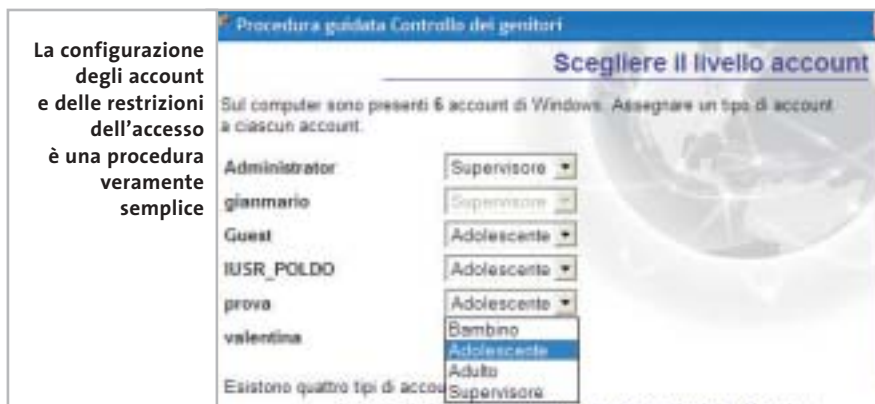 La configurazione
degli account
e delle restrizioni
dell'accesso
è una procedura
veramente
semplice
Procedura guidata Controllo dei genitori
Scegliere il livello account
Sul computer sono presenti 6 account di Windows. Assegnare un tipo di account
a ciascun account.
Administrator Supervisore
gianmario Supervisore
Guest Adolescente
IUSR_POLDO Adolescente
prova Adolescente
valentina
Bambino
Adolescente
Adulto
Supervisore
Esistono quattro tipi di accou